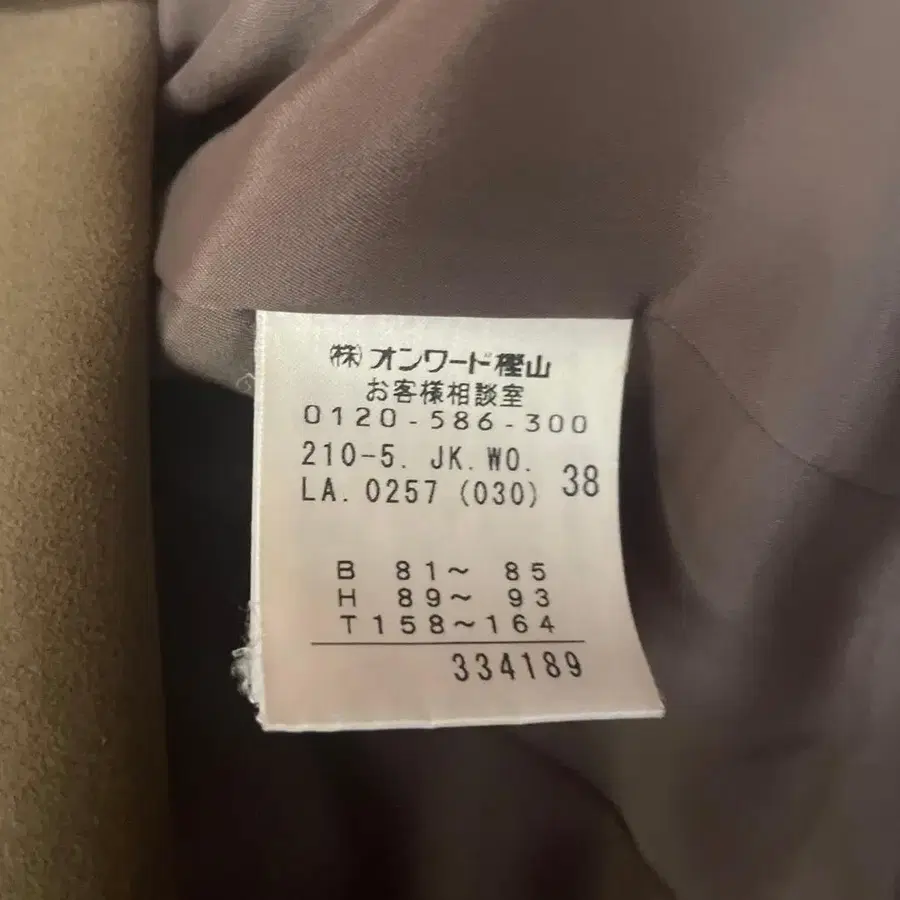 ㈱オンワード樫山
お客様相談室
0120-586-300
210-5. JK.WO.
LA.0257 (030) 38
B 81～ 85
H 89～ 93
T158～164
334189